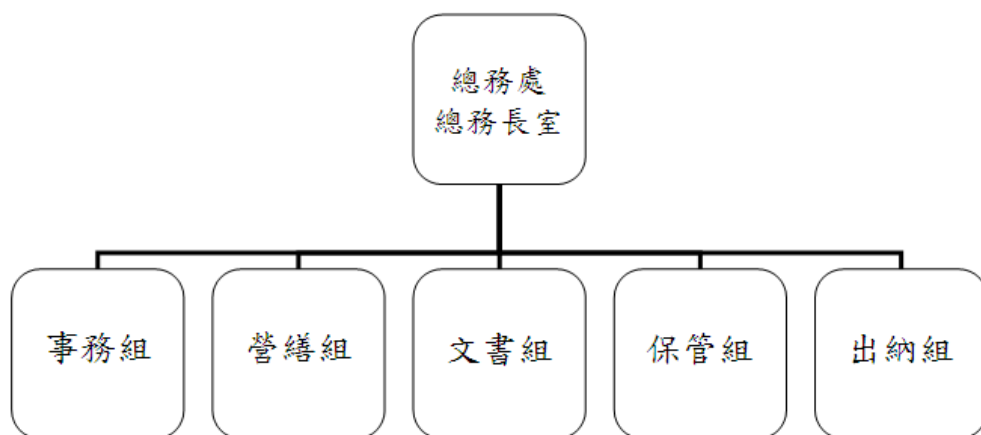 總務處
總務長室
事務組
營繕組
文書組
保管組
出納組